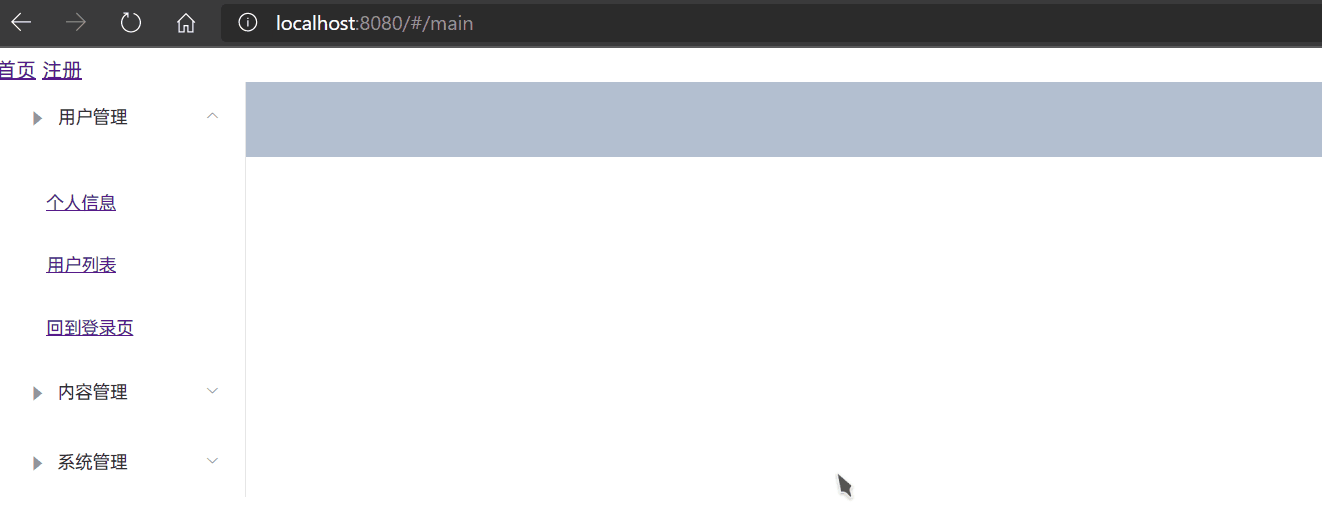 localhost:8080/#/main
首页 注册
用户管理
个人信息
用户列表
回到登录页
内容管理
系统管理